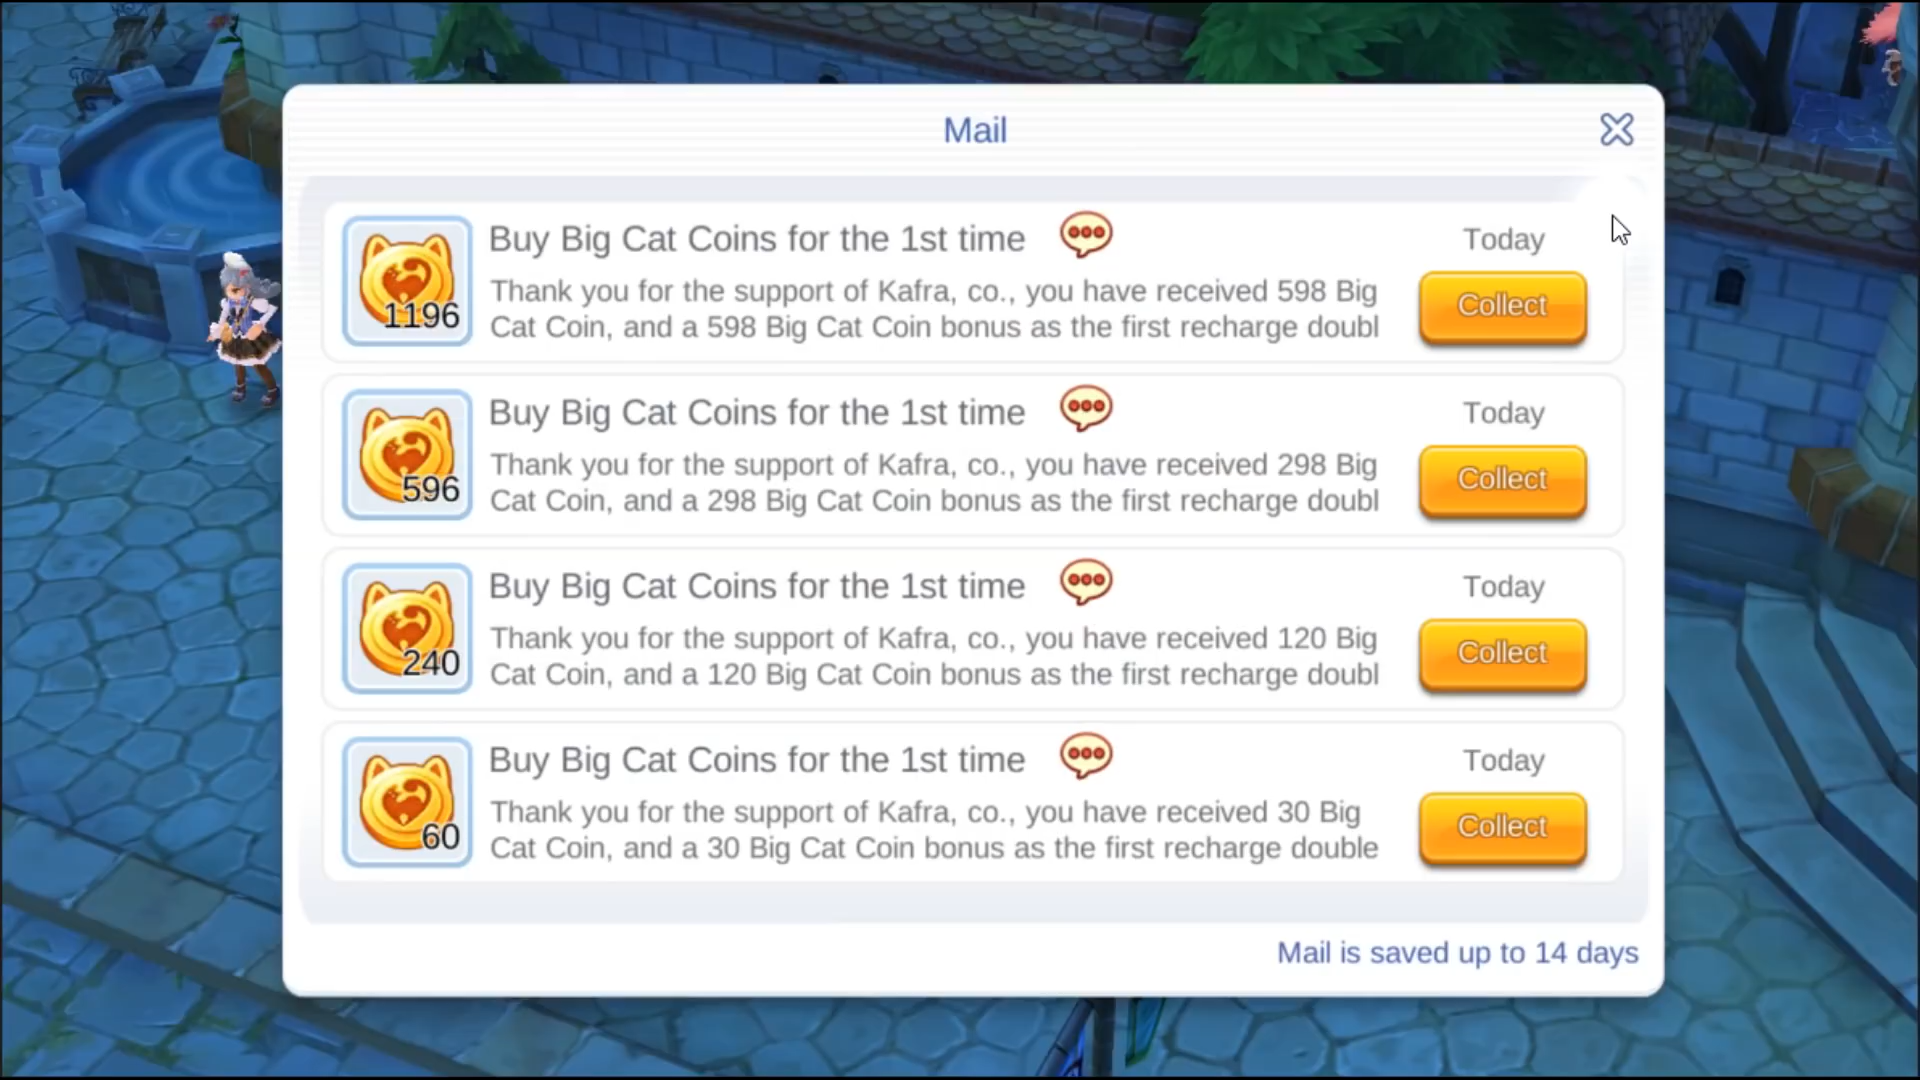 Mail
Buy Big Cat Coins for the 1st time
Today
Thank you for the support of Kafra, co., you have received 598 Big
Cat Coin, and a 598 Big Cat Coin bonus as the first recharge doubl
1196
Collect
Buy Big Cat Coins for the 1st time
Today
Thank you for the support of Kafra, co., you have received 298 Big
Cat Coin, and a 298 Big Cat Coin bonus as the first recharge doubl
596
Collect
Buy Big Cat Coins for the 1st time
Today
Thank you for the support of Kafra, co., you have received 120 Big
Cat Coin, and a 120 Big Cat Coin bonus as the first recharge doubl
240
Collect
Buy Big Cat Coins for the 1st time
Today
Thank you for the support of Kafra, co., you have received 30 Big
Cat Coin, and a 30 Big Cat Coin bonus as the first recharge double
60
Collect
Mail is saved up to 14 days